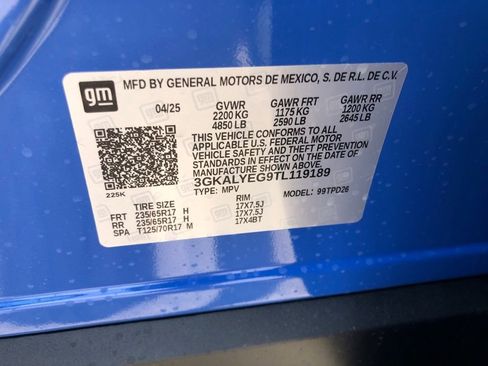 gm
MFD BY GENERAL MOTORS DE MEXICO, S. DE R.L. DE C.V.
04/25 GVWR GAWR FRT GAWR RR
2200 KG 1175 KG 1200 KG
4850 LB 2590 LB 2645 LB
THIS VEHICLE CONFORMS TO ALL
APPLICABLE U.S. FEDERAL MOTOR
VEHICLE SAFETY STANDARDS IN
EFFECT ON THE DATE OF
MANUFACTURE SHOWN ABOVE.
3GKALYEG9TL119189
225K TYPE: MPV MODEL: 99TPD26
TIRE SIZE RIM
FRT 235/65R17 H 17X7.5J
RR 235/65R17 H 17X7.5J
SPA T125/70R17 M 17X4BT